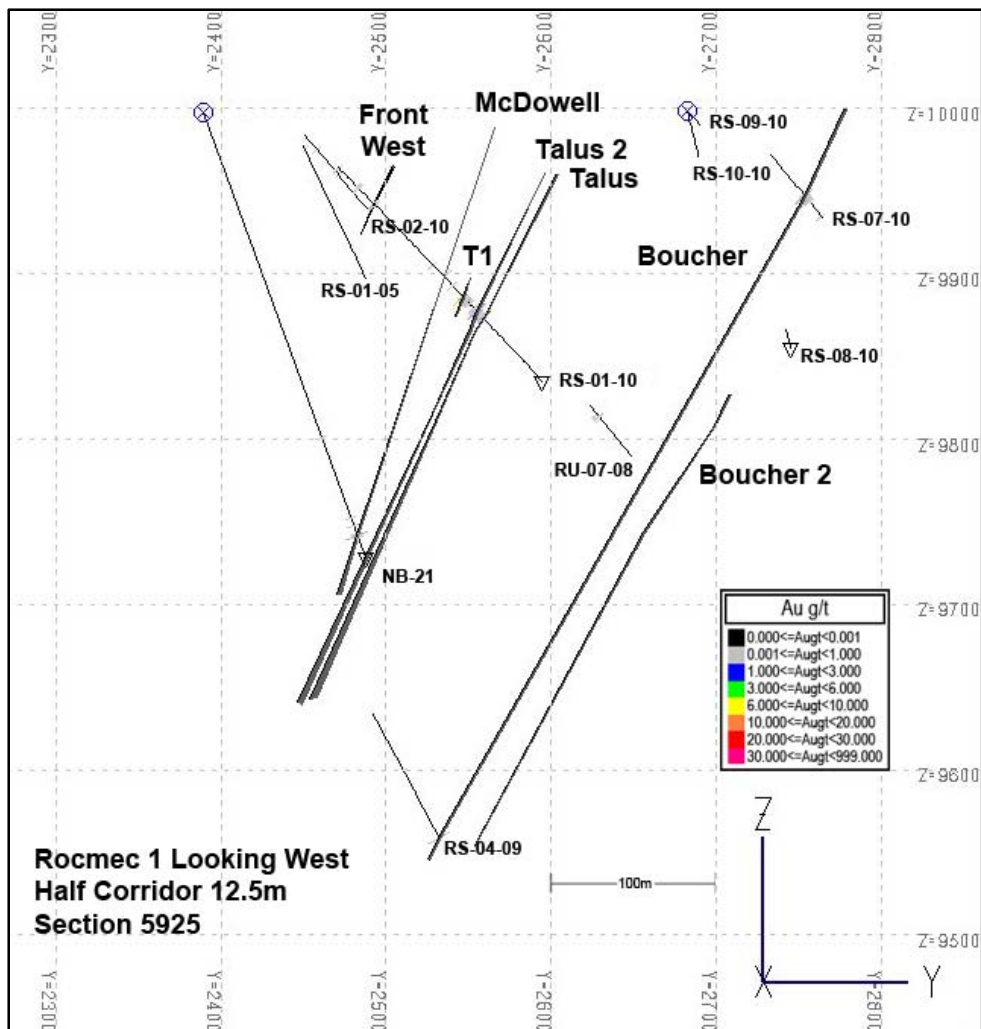 Y=2300
Y=2400
Y=2500
Y=2600
Y=2700
Y=2800
Front
West
McDowell
Talus 2
Talus
RS-09-10
Z=10000
RS-10-10
RS-07-10
RS-02-10
RS-01-05
T1
Boucher
Z=9900
RS-08-10
RS-01-10
RU-07-08
Z=9800
Boucher 2
NB-21
Z=9700
Au g/t
0.000<=Augt<0.001
0.001<=Augt<1.000
1.000<=Augt<3.000
3.000<=Augt<6.000
6.000<=Augt<10.000
10.000<=Augt<20.000
20.000<=Augt<30.000
30.000<=Augt<999.000
Z=9600
RS-04-09
Rocmec 1 Looking West
Half Corridor 12.5m
Section 5925
100m
Z
X
Y
Z=9500
Y=2300
Y=2400
Y=2500
Y=2600
Y=2700
Y=2800